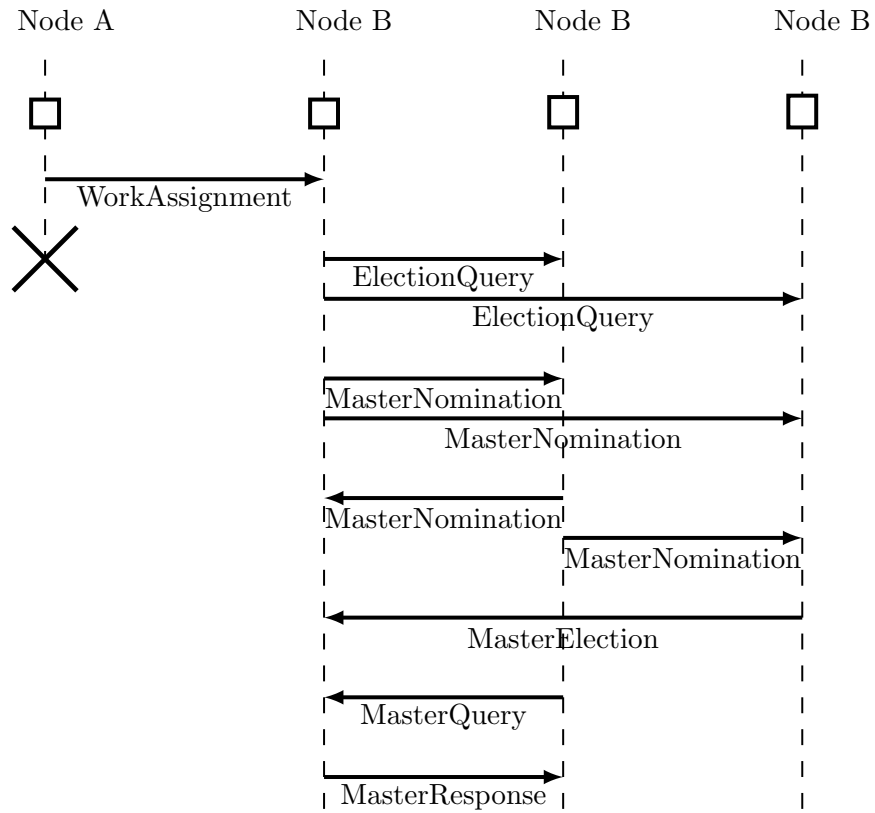 Node A
Node B
Node B
Node B
WorkAssignment
ElectionQuery
ElectionQuery
MasterNomination
MasterNomination
MasterNomination
MasterNomination
MasterElection
MasterQuery
MasterResponse